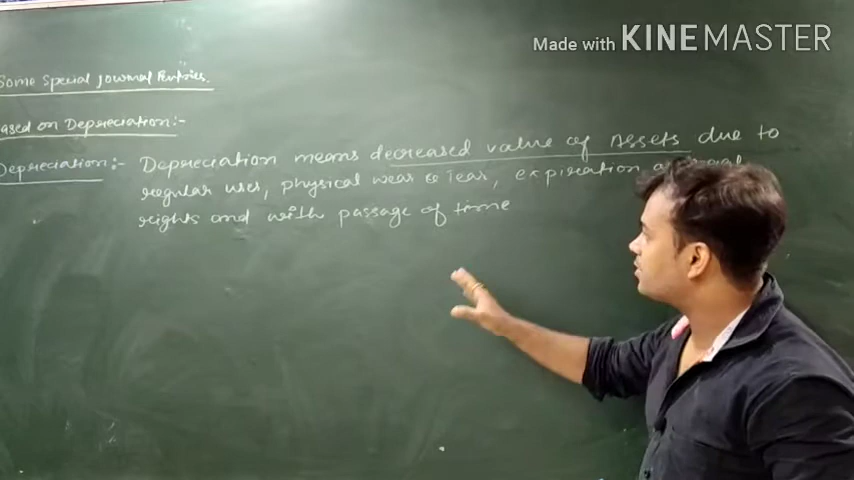 Made with KINEMASTER
Some Special Journal Entries.
Based on Depreciation:-
Depreciation:- Depreciation means decreased value of Assets due to
regular uses, physical wear & Tear, expiration of
rights and with passage of time